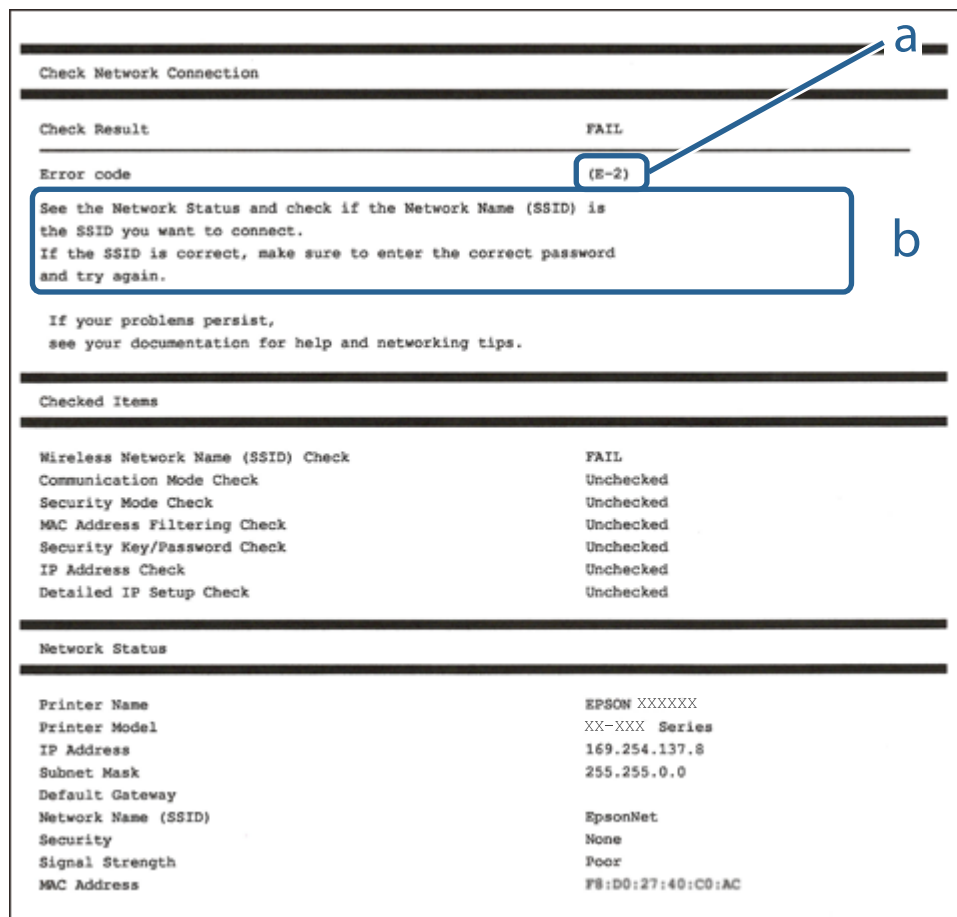 a
Check Network Connection
Check Result FAIL
Error code (E-2)
See the Network Status and check if the Network Name (SSID) is
the SSID you want to connect.
If the SSID is correct, make sure to enter the correct password
and try again.
b
If your problems persist,
see your documentation for help and networking tips.
Checked Items
Wireless Network Name (SSID) Check FAIL
Communication Mode Check Unchecked
Security Mode Check Unchecked
MAC Address Filtering Check Unchecked
Security Key/Password Check Unchecked
IP Address Check Unchecked
Detailed IP Setup Check Unchecked
Network Status
Printer Name EPSON XXXXXX
Printer Model XX-XXX Series
IP Address 169.254.137.8
Subnet Mask 255.255.0.0
Default Gateway
Network Name (SSID) EpsonNet
Security None
Signal Strength Poor
MAC Address F8:D0:27:40:C0:AC